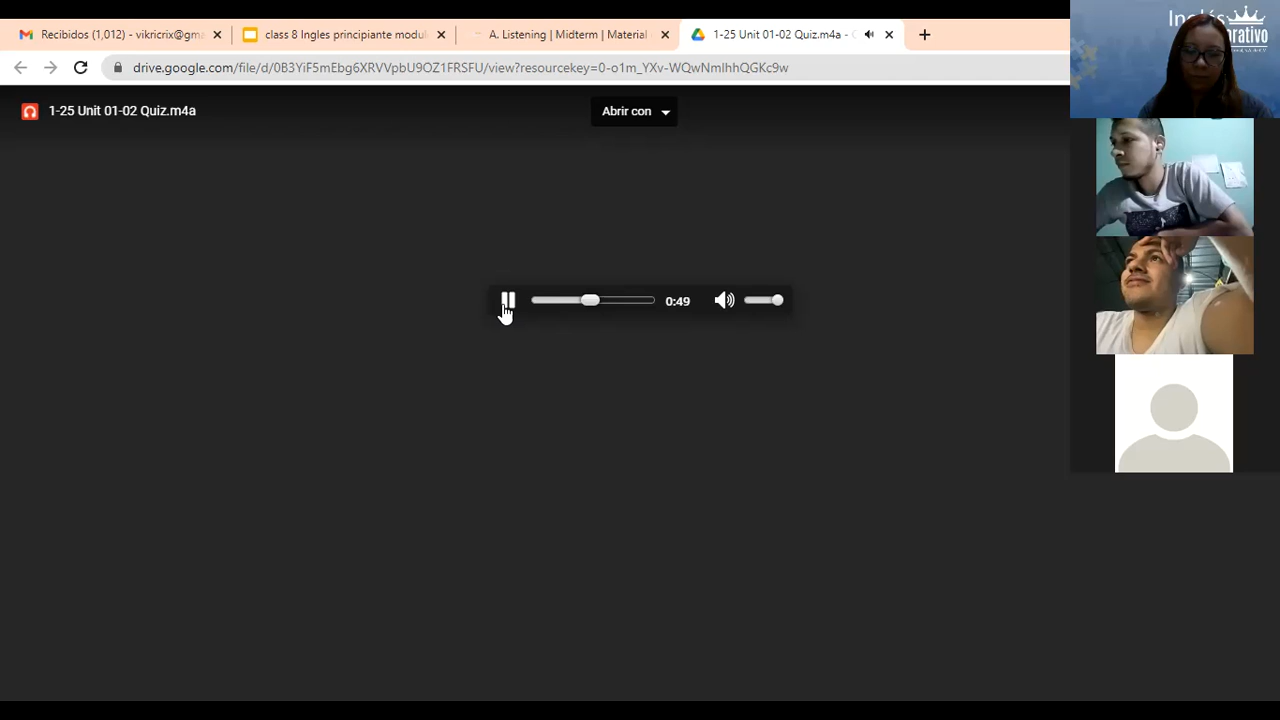 Recibidos (1,012) - vikricrix@gma
class 8 Ingles principiante modul
A. Listening | Midterm | Material
1-25 Unit 01-02 Quiz.m4a -
drive.google.com/file/d/0B3YiF5mEbg6XRVVpbU9OZ1FRSFU/view?resourcekey=0-o1m_YXv-WQwNmIhhQGKc9w
1-25 Unit 01-02 Quiz.m4a
Abrir con
0:49
Inglés